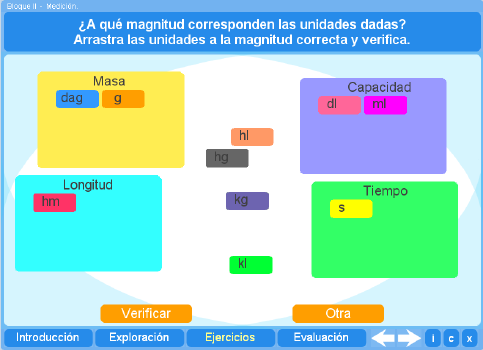 Bloque II - Medición.
¿A qué magnitud corresponden las unidades dadas?
Arrastra las unidades a la magnitud correcta y verifica.
Masa
dag g
Capacidad
dl ml
hl
hg
Longitud
hm
kg
Tiempo
s
kl
Verificar Otra
Introducción Exploración Ejercicios Evaluación i c x